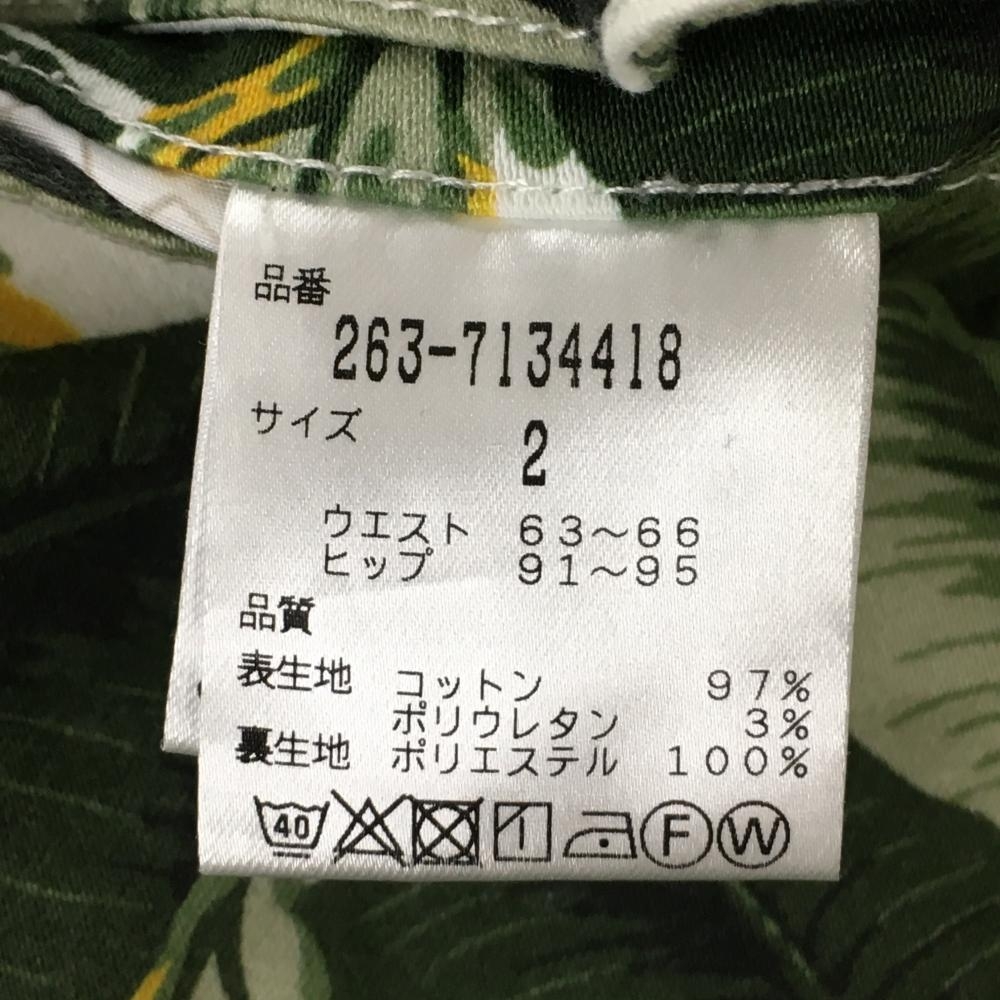 品番
263-7134418
サイズ 2
ウエスト 63〜66
ヒップ 91〜95
品質
表生地 コットン 97%
ポリウレタン 3%
裏生地 ポリエステル 100%
40 F W